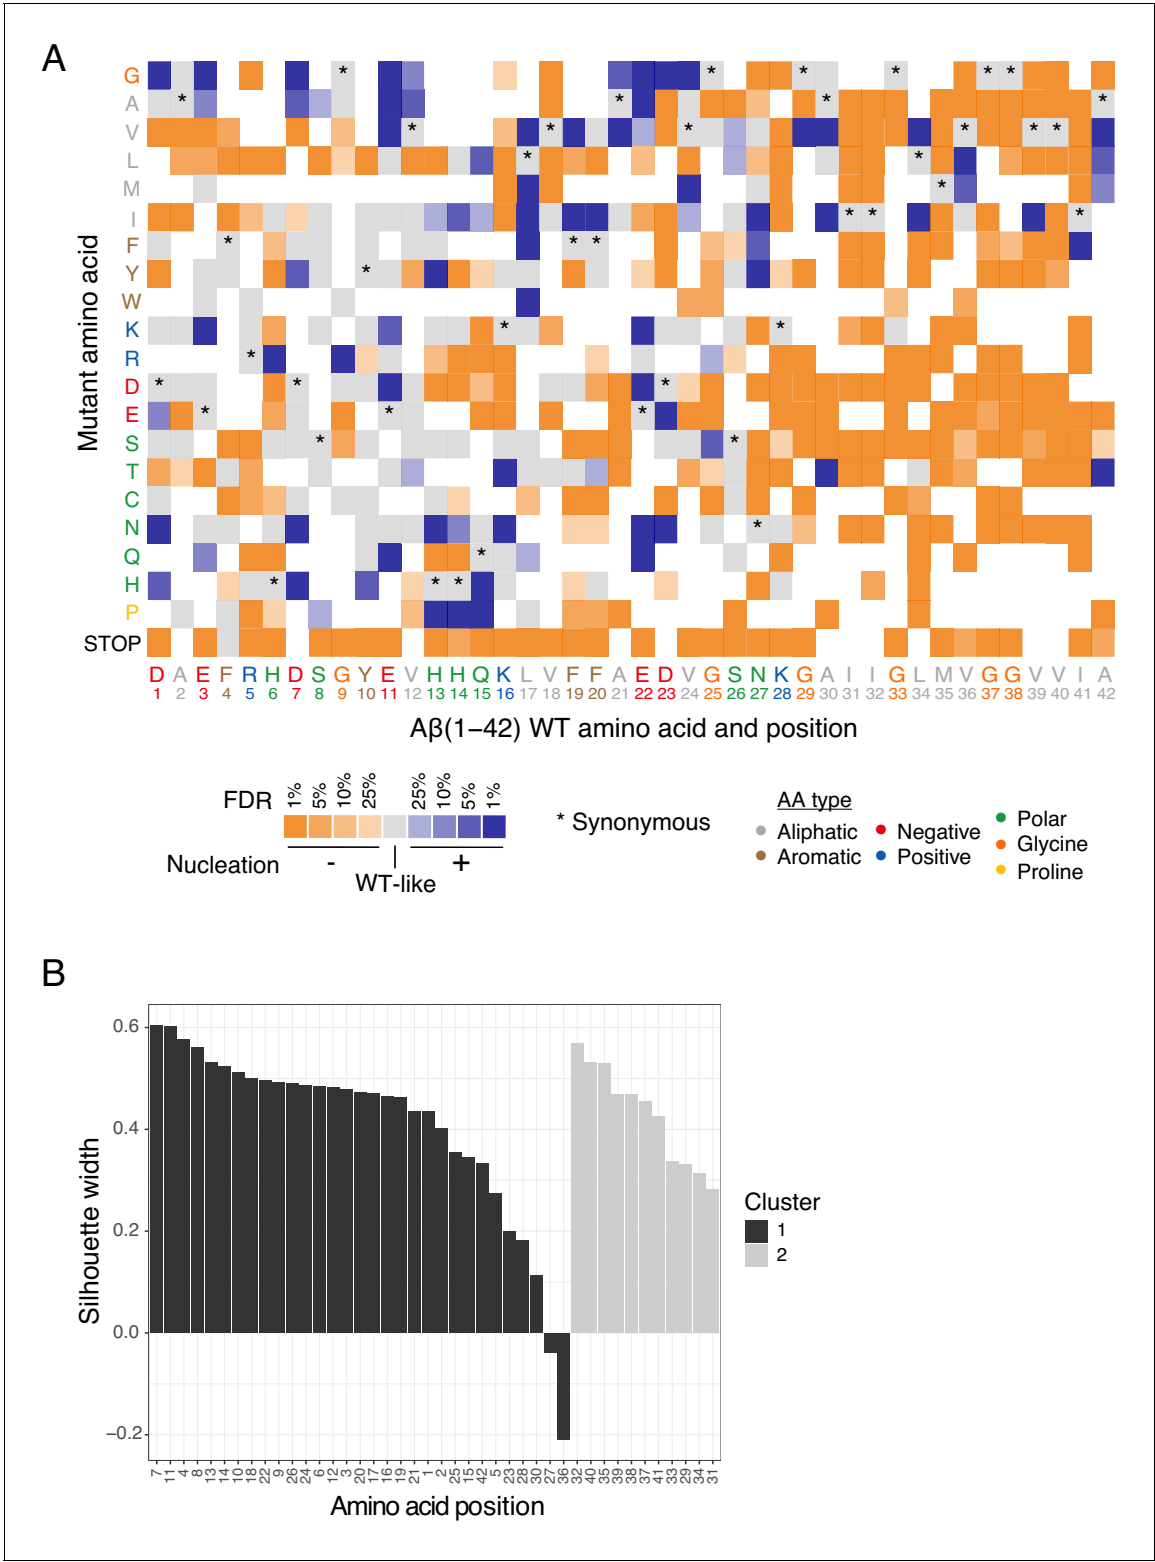 A
G
A
V
L
M
I
F
Y
W
K
R
D
E
S
T
C
N
Q
H
P
STOP
Mutant amino acid
* * * * * *
* * * *
* * * * * *
* *
*
* * *
* * *
*
* *
*
* * *
* * *
* *
*
*
* * *
D A E F R H D S G Y E V H H Q K L V F F A E D V G S N K G A I I G L M V G G V V I A
1 2 3 4 5 6 7 8 9 10 11 12 13 14 15 16 17 18 19 20 21 22 23 24 25 26 27 28 29 30 31 32 33 34 35 36 37 38 39 40 41 42
Aβ(1−42) WT amino acid and position
FDR 1% 5% 10% 25% 25% 10% 5% 1%
Nucleation - +
WT-like
* Synonymous
AA type
Aliphatic
Aromatic
Negative
Positive
Polar
Glycine
Proline
B
Silhouette width
0.6
0.4
0.2
0.0
−0.2
7 11 4 8 13 14 10 18 22 9 26 24 6 12 3 20 17 16 19 21 1 2 25 15 42 5 23 28 30 27 36 32 40 35 39 38 37 41 33 29 34 31
Amino acid position
Cluster
1
2